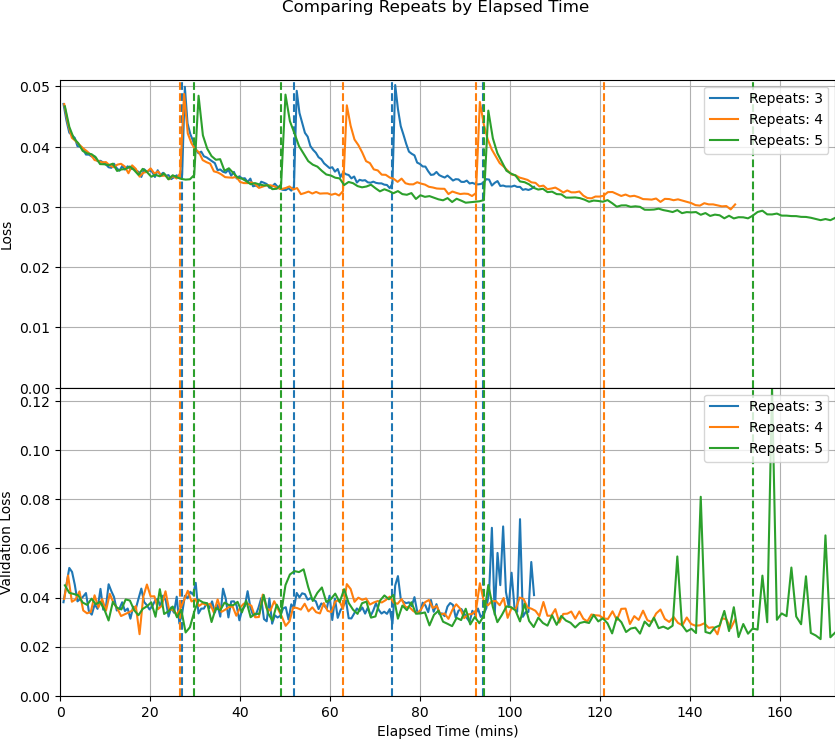 Comparing Repeats by Elapsed Time
0.05
0.04
0.03
0.02
0.01
0.00
Loss
Repeats: 3
Repeats: 4
Repeats: 5
0.12
0.10
0.08
0.06
0.04
0.02
0.00
Validation Loss
Repeats: 3
Repeats: 4
Repeats: 5
0 20 40 60 80 100 120 140 160
Elapsed Time (mins)